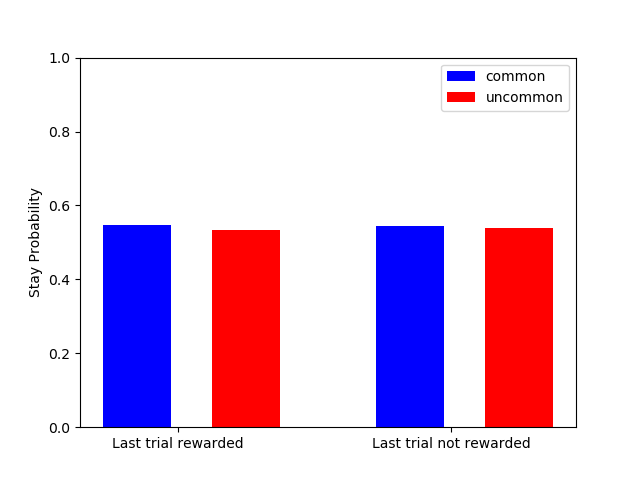 1.0
0.8
0.6
0.4
0.2
0.0
Stay Probability
common
uncommon
Last trial rewarded
Last trial not rewarded